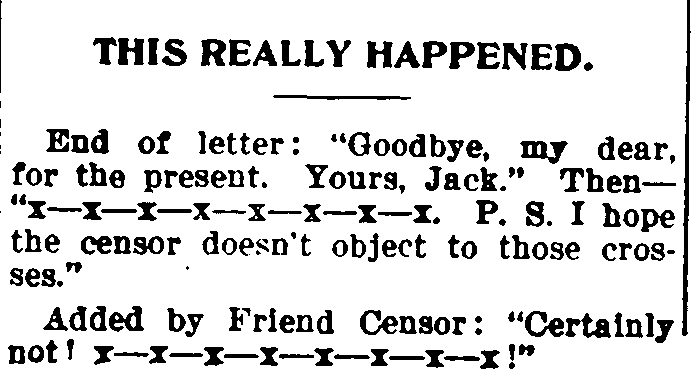 THIS REALLY HAPPENED.
End of letter: "Goodbye, my dear,
for the present. Yours, Jack." Then—
"x—x—x—x—x—x—x—x. P. S. I hope
the censor doesn't object to those cros-
ses."
Added by Friend Censor: "Certainly
not! x—x—x—x—x—x—x—x!"